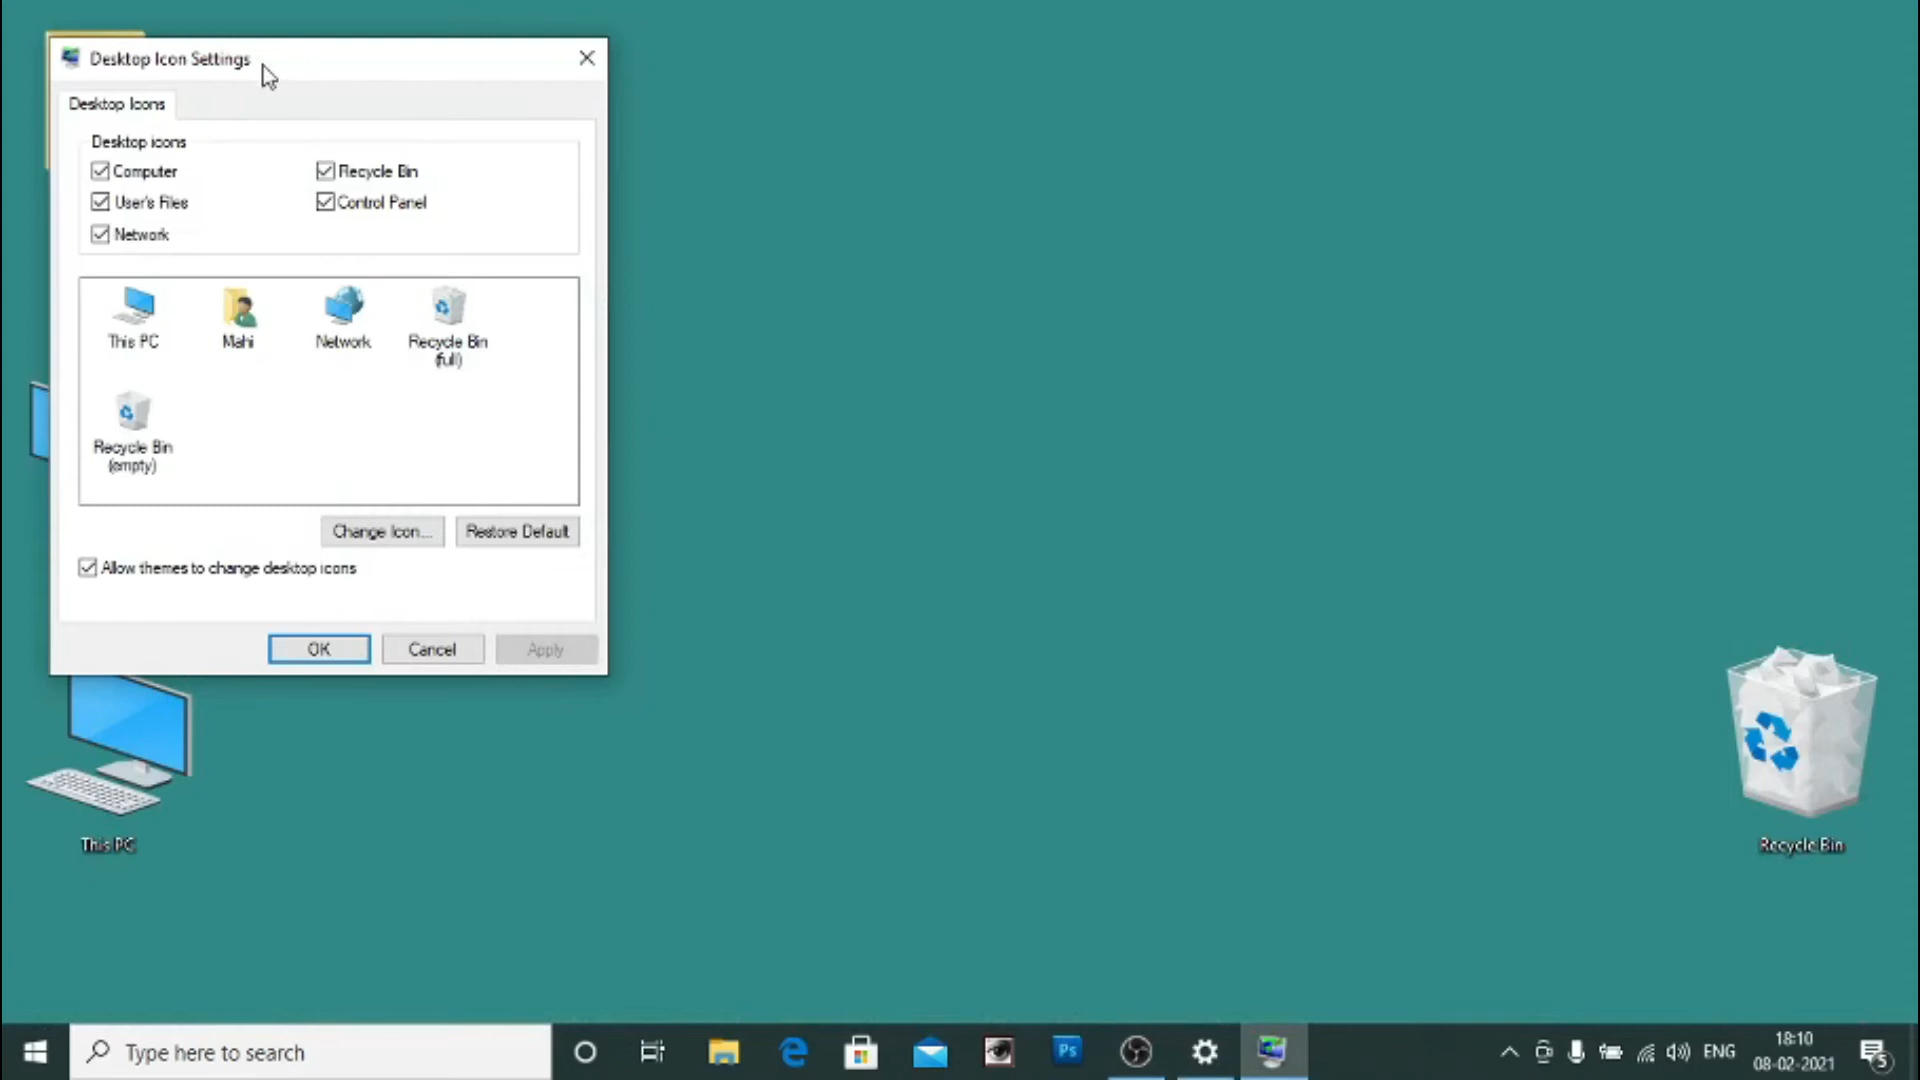 Desktop Icon Settings
Desktop Icons
Desktop icons
Computer
Recycle Bin
User's Files
Control Panel
Network
This PC
Mahi
Network
Recycle Bin
(full)
Recycle Bin
(empty)
Change Icon...
Restore Default
Allow themes to change desktop icons
OK
Cancel
Apply
This PC
Recycle Bin
Type here to search
Ps
ENG
18:10
08-02-2021
5